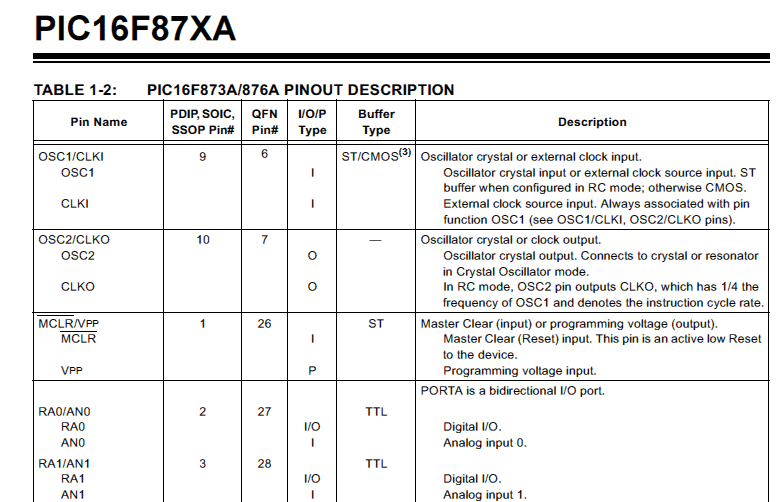 PIC16F87XA
TABLE 1-2: PIC16F873A/876A PINOUT DESCRIPTION
Pin Name PDIP, SOIC, SSOP Pin# QFN Pin# I/O/P Type Buffer Type Description
OSC1/CLKI 9 6 ST/CMOS(3) Oscillator crystal or external clock input.
OSC1 I Oscillator crystal input or external clock source input. ST
buffer when configured in RC mode; otherwise CMOS.
CLKI I External clock source input. Always associated with pin
function OSC1 (see OSC1/CLKI, OSC2/CLKO pins).
OSC2/CLKO 10 7 — Oscillator crystal or clock output.
OSC2 O Oscillator crystal output. Connects to crystal or resonator
in Crystal Oscillator mode.
CLKO O In RC mode, OSC2 pin outputs CLKO, which has 1/4 the
frequency of OSC1 and denotes the instruction cycle rate.
MCLR/VPP 1 26 ST Master Clear (input) or programming voltage (output).
MCLR I Master Clear (Reset) input. This pin is an active low Reset
to the device.
VPP P Programming voltage input.
PORTA is a bidirectional I/O port.
RA0/AN0 2 27 TTL
RA0 I/O Digital I/O.
AN0 I Analog input 0.
RA1/AN1 3 28 TTL
RA1 I/O Digital I/O.
AN1 I Analog input 1.